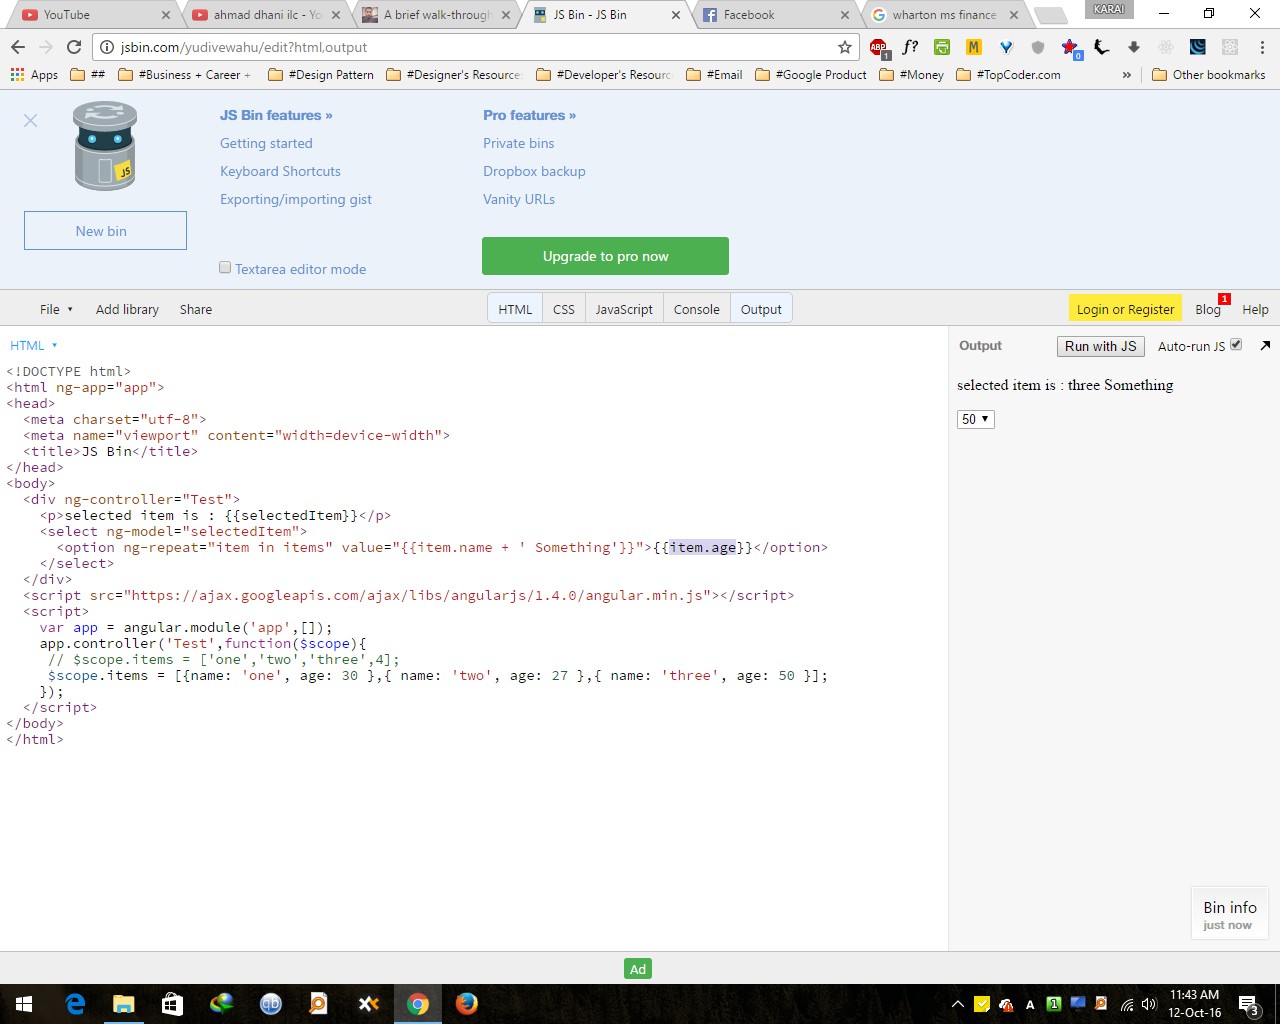 YouTube
ahmad dhani ilc - Yo
A brief walk-through
JS Bin - JS Bin
Facebook
wharton ms finance
KARAI
jsbin.com/yudivewahu/edit?html,output
ABP
1
f?
M
0
Apps
##
#Business + Career +
#Design Pattern
#Designer's Resource
#Developer's Resourc
#Email
#Google Product
#Money
#TopCoder.com
»
Other bookmarks
JS
JS Bin features »
Pro features »
Getting started
Private bins
Keyboard Shortcuts
Dropbox backup
Exporting/importing gist
Vanity URLs
New bin
Textarea editor mode
Upgrade to pro now
File
Add library
Share
HTML
CSS
JavaScript
Console
Output
Login or Register
Blog
1
Help
HTML
Output
Run with JS
Auto-run JS
<!DOCTYPE html>
<html ng-app="app">
<head>
<meta charset="utf-8">
<meta name="viewport" content="width=device-width">
<title>JS Bin</title>
</head>
<body>
<div ng-controller="Test">
<p>selected item is : {{selectedItem}}</p>
<select ng-model="selectedItem">
<option ng-repeat="item in items" value="{{item.name + ' Something'}}">{{item.age}}</option>
</select>
</div>
<script src="https://ajax.googleapis.com/ajax/libs/angularjs/1.4.0/angular.min.js"></script>
<script>
var app = angular.module('app',[]);
app.controller('Test',function($scope){
// $scope.items = ['one','two','three',4];
$scope.items = [{name: 'one', age: 30 },{ name: 'two', age: 27 },{ name: 'three', age: 50 }];
});
</script>
</body>
</html>
selected item is : three Something
50
Bin info
just now
Ad
qb
A
1
11:43 AM
12-Oct-16
3